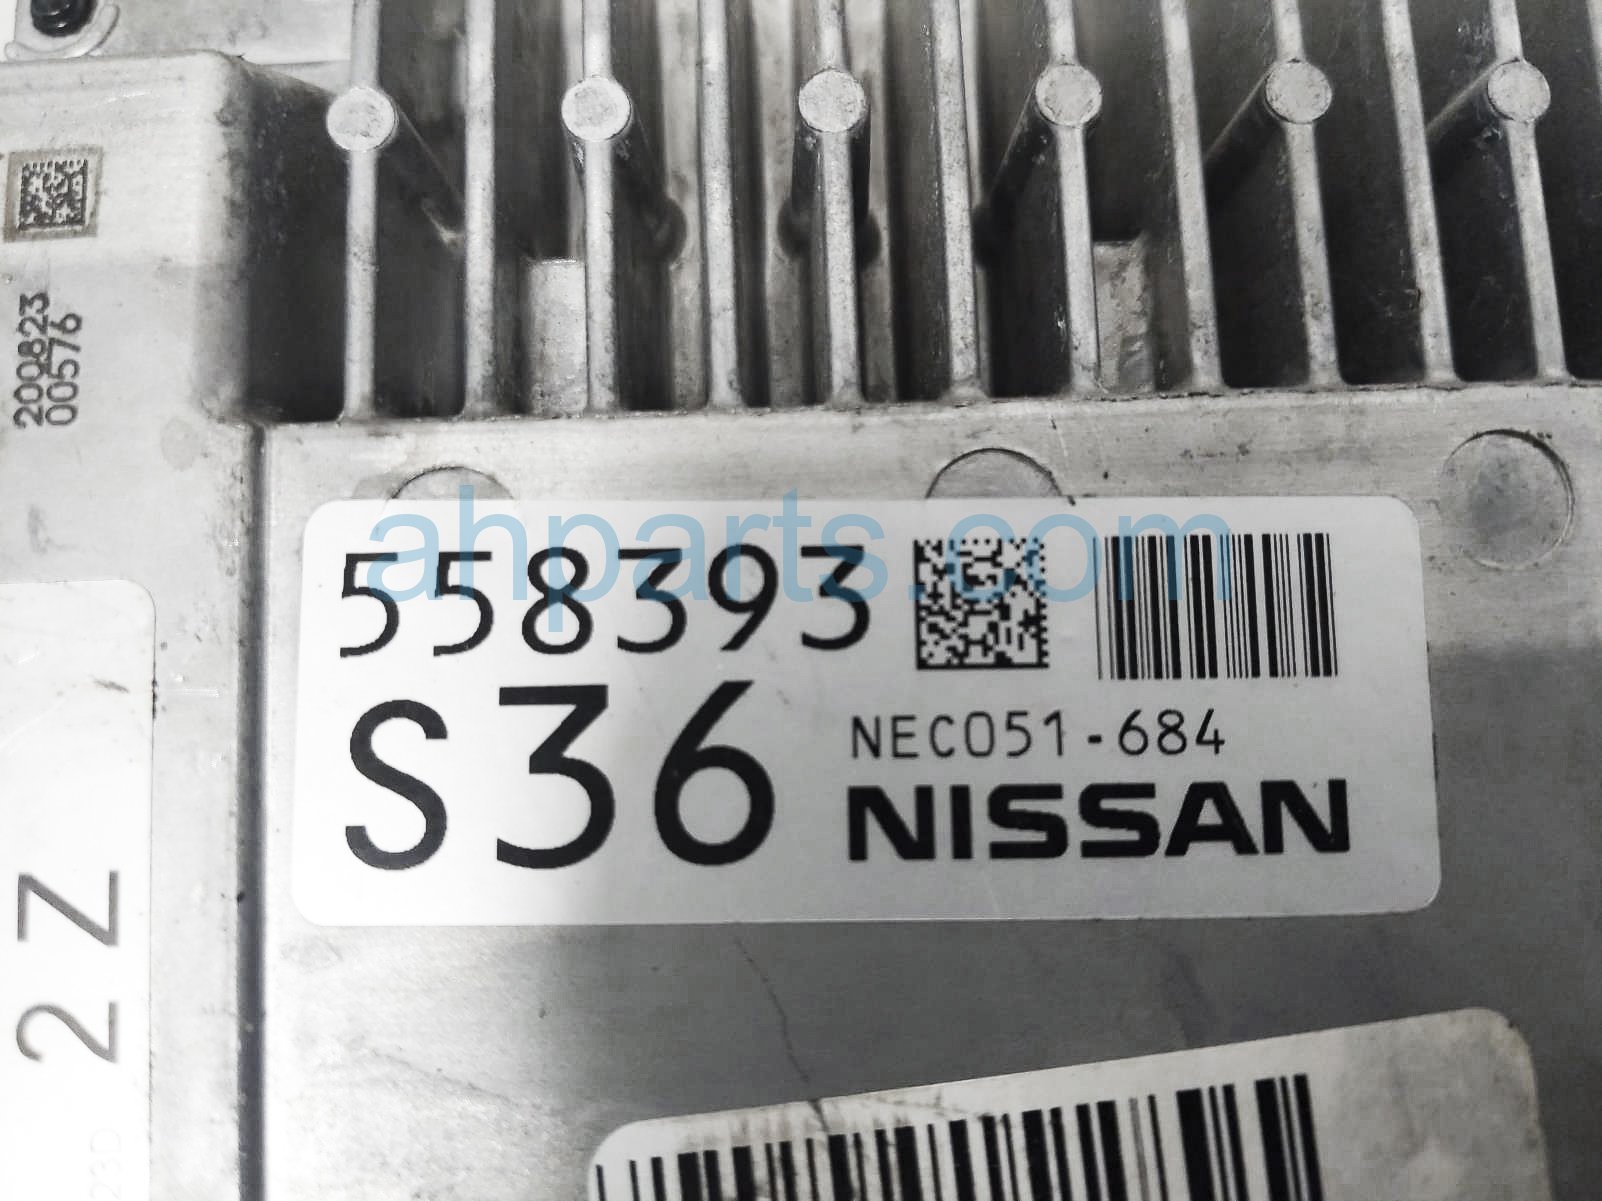 200823
00576
ahparts.com
558393
S36
NEC051-684
NISSAN
2Z